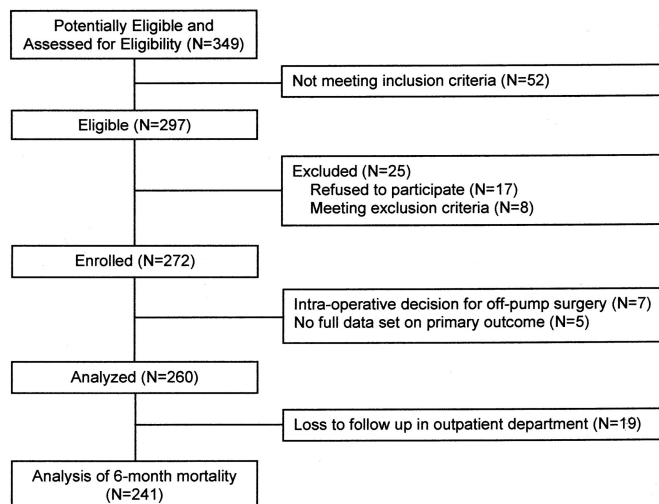 Potentially Eligible and
Assessed for Eligibility (N=349)
Not meeting inclusion criteria (N=52)
Eligible (N=297)
Excluded (N=25)
Refused to participate (N=17)
Meeting exclusion criteria (N=8)
Enrolled (N=272)
Intra-operative decision for off-pump surgery (N=7)
No full data set on primary outcome (N=5)
Analyzed (N=260)
Loss to follow up in outpatient department (N=19)
Analysis of 6-month mortality
(N=241)